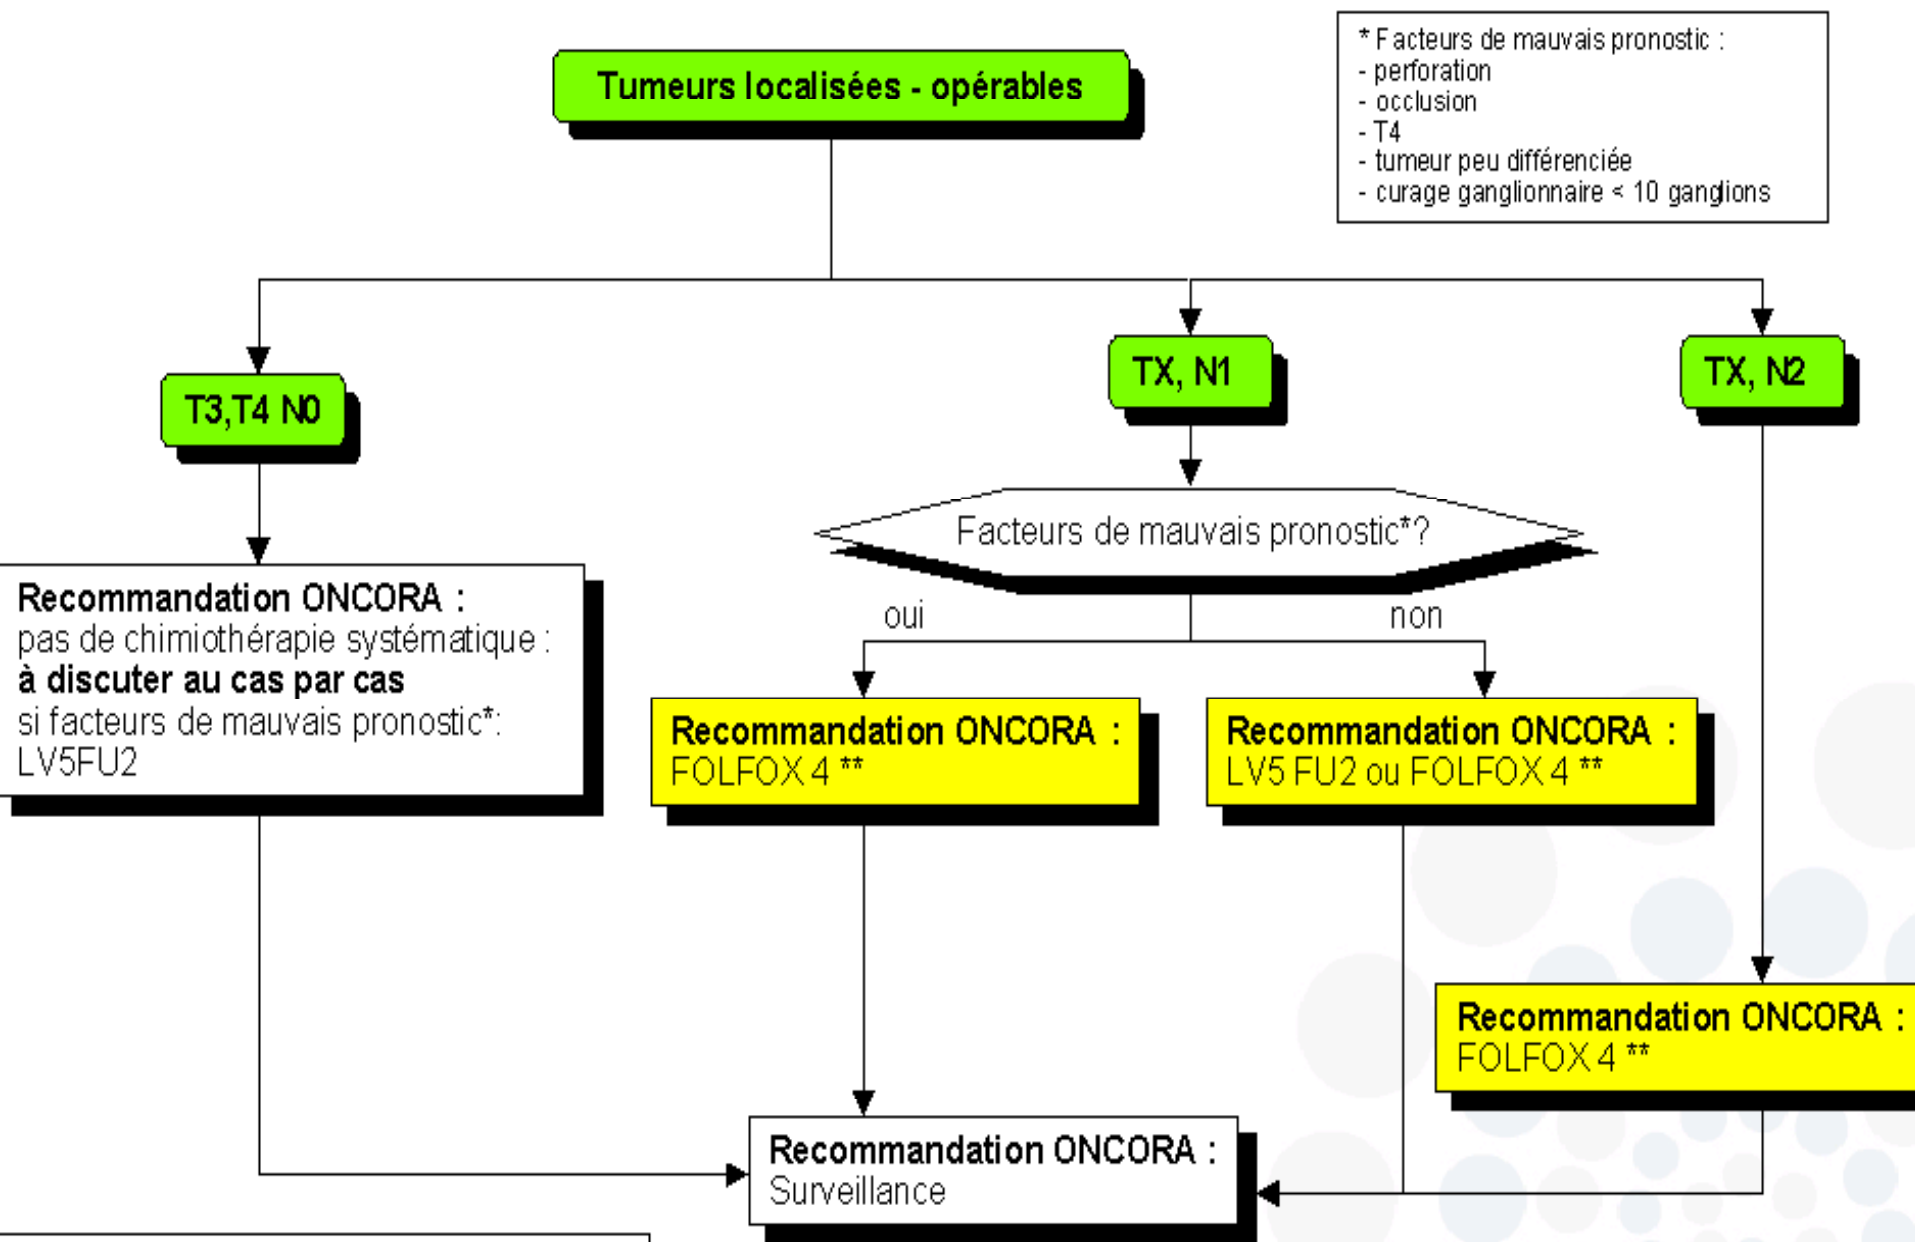 Tumeurs localisées - opérables
* Facteurs de mauvais pronostic :
- perforation
- occlusion
- T4
- tumeur peu différenciée
- curage ganglionnaire < 10 ganglions
T3,T4 N0
TX, N1
TX, N2
Facteurs de mauvais pronostic*?
oui
non
Recommandation ONCORA :
pas de chimiothérapie systématique :
à discuter au cas par cas
si facteurs de mauvais pronostic*:
LV5FU2
Recommandation ONCORA :
FOLFOX 4 **
Recommandation ONCORA :
LV5 FU2 ou FOLFOX 4 **
Recommandation ONCORA :
FOLFOX 4 **
Recommandation ONCORA :
Surveillance